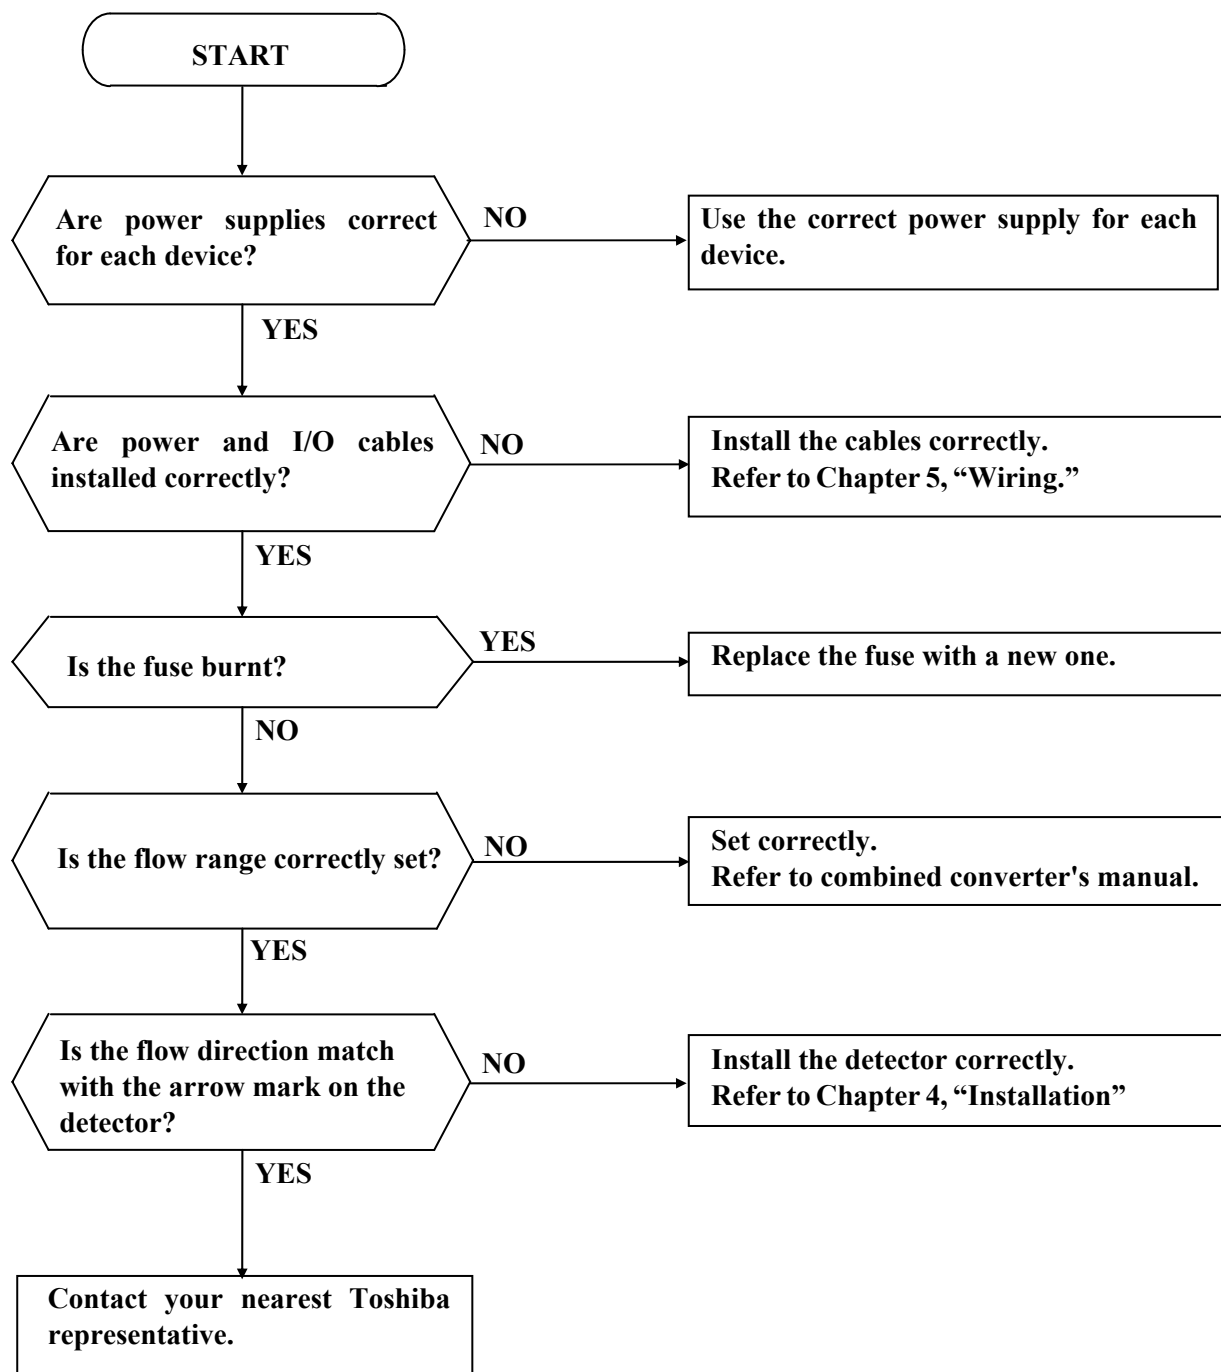 START
Are power supplies correct
for each device?
NO
Use the correct power supply for each
device.
YES
Are power and I/O cables
installed correctly?
NO
Install the cables correctly.
Refer to Chapter 5, “Wiring.”
YES
Is the fuse burnt?
YES
Replace the fuse with a new one.
NO
Is the flow range correctly set?
NO
Set correctly.
Refer to combined converter's manual.
YES
Is the flow direction match
with the arrow mark on the
detector?
NO
Install the detector correctly.
Refer to Chapter 4, “Installation”
YES
Contact your nearest Toshiba
representative.